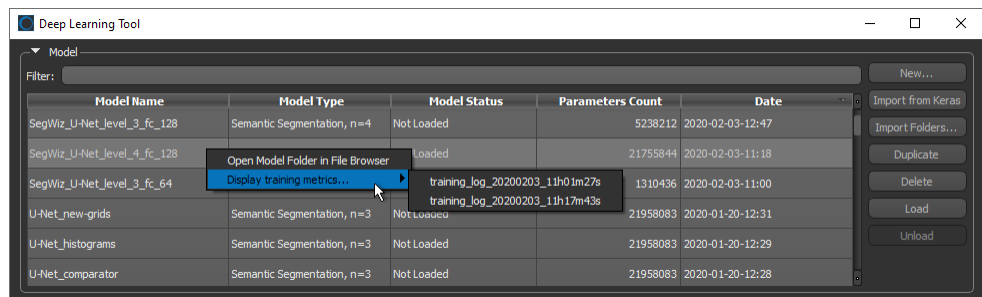 Deep Learning Tool
Model
Filter:
New...
Model Name Model Type Model Status Parameters Count Date
Import from Keras
SegWiz_U-Net_level_3_fc_128 Semantic Segmentation, n=4 Not Loaded 5238212 2020-02-03-12:47
Import Folders...
SegWiz_U-Net_level_4_fc_128 Loaded 21755844 2020-02-03-11:18
Duplicate
Open Model Folder in File Browser
Display training metrics...
SegWiz_U-Net_level_3_fc_64 1310436 2020-02-03-11:00
Delete
training_log_20200203_11h01m27s
training_log_20200203_11h17m43s
Load
U-Net_new-grids Semantic Segmentation, n=3 Not Loaded 21958083 2020-01-20-12:31
Unload
U-Net_histograms Semantic Segmentation, n=3 Not Loaded 21958083 2020-01-20-12:29
U-Net_comparator Semantic Segmentation, n=3 Not Loaded 21958083 2020-01-20-12:28